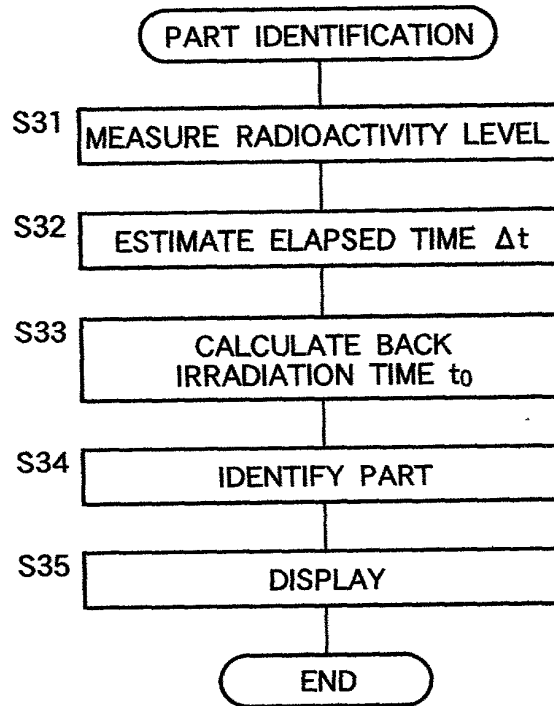 PART IDENTIFICATION
S31
MEASURE RADIOACTIVITY LEVEL
S32
ESTIMATE ELAPSED TIME Δt
S33
CALCULATE BACK
IRRADIATION TIME t0
S34
IDENTIFY PART
S35
DISPLAY
END